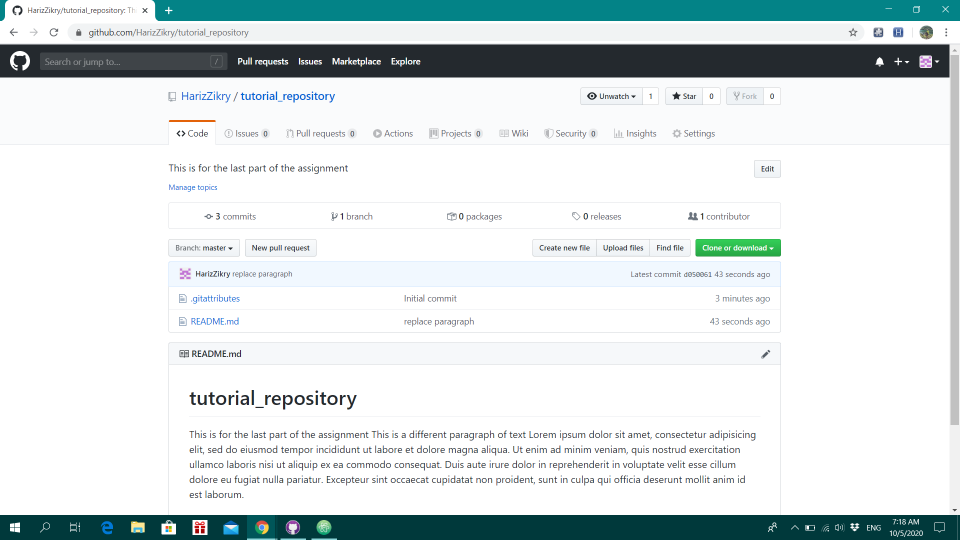 HarizZikry/tutorial_repository: Th
github.com/HarizZikry/tutorial_repository
Search or jump to... /
Pull requests Issues Marketplace Explore
HarizZikry / tutorial_repository
Unwatch 1 Star 0 Fork 0
Code Issues 0 Pull requests 0 Actions Projects 0 Wiki Security 0 Insights Settings
This is for the last part of the assignment
Edit
Manage topics
3 commits 1 branch 0 packages 0 releases 1 contributor
Branch: master New pull request Create new file Upload files Find file Clone or download
HarizZikry replace paragraph Latest commit d050061 43 seconds ago
.gitattributes Initial commit 3 minutes ago
README.md replace paragraph 43 seconds ago
README.md
tutorial_repository
This is for the last part of the assignment This is a different paragraph of text Lorem ipsum dolor sit amet, consectetur adipisicing
elit, sed do eiusmod tempor incididunt ut labore et dolore magna aliqua. Ut enim ad minim veniam, quis nostrud exercitation
ullamco laboris nisi ut aliquip ex ea commodo consequat. Duis aute irure dolor in reprehenderit in voluptate velit esse cillum
dolore eu fugiat nulla pariatur. Excepteur sint occaecat cupidatat non proident, sunt in culpa qui officia deserunt mollit anim id
est laborum.
ENG
7:18 AM
10/5/2020